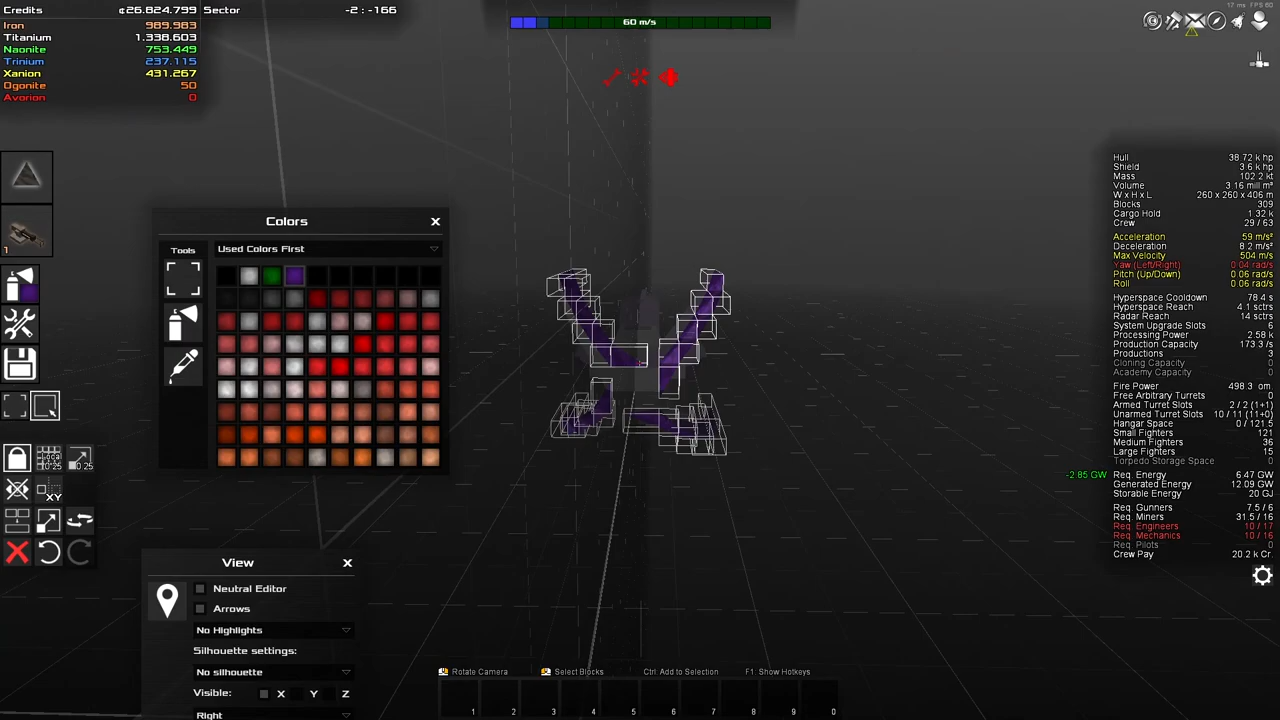 Credits ¢26.824.799 Sector -2 : -166
Iron 989.983
Titanium 1.338.603
Naonite 753.449
Trinium 237.115
Xanion 431.267
Ogonite 50
Avorion 0
60 m/s
17 ms FPS 60
1
Colors
Tools
Used Colors First
Local
0.25
0.25
XY
View
Neutral Editor
Arrows
No Highlights
Silhouette settings:
No silhouette
Visible: X Y Z
Right
Rotate Camera Select Blocks Ctrl: Add to Selection F1: Show Hotkeys
1 2 3 4 5 6 7 8 9 0
Hull 38.72 k hp
Shield 3.6 k hp
Mass 102.2 kt
Volume 3.16 mill m³
W x H x L 260 x 260 x 406 m
Blocks 309
Cargo Hold 1.32 k
Crew 29 / 63
Acceleration 59 m/s²
Deceleration 8.2 m/s²
Max Velocity 504 m/s
Yaw (Left/Right) 0.04 rad/s
Pitch (Up/Down) 0.06 rad/s
Roll 0.06 rad/s
Hyperspace Cooldown 78.4 s
Hyperspace Reach 4.1 sctrs
Radar Reach 14 sctrs
System Upgrade Slots 6
Processing Power 2.58 k
Production Capacity 173.3 /s
Productions 3
Cloning Capacity 0
Academy Capacity 0
Fire Power 498.3 om.
Free Arbitrary Turrets 0
Armed Turret Slots 2 / 2 (1+1)
Unarmed Turret Slots 10 / 11 (11+0)
Hangar Space 0 / 121.5
Small Fighters 121
Medium Fighters 36
Large Fighters 15
Torpedo Storage Space 0
-2.85 GW Req. Energy 6.47 GW
Generated Energy 12.09 GW
Storable Energy 20 GJ
Req. Gunners 7.5 / 6
Req. Miners 31.5 / 16
Req. Engineers 10 / 17
Req. Mechanics 10 / 16
Req. Pilots 0
Crew Pay 20.2 k Cr.